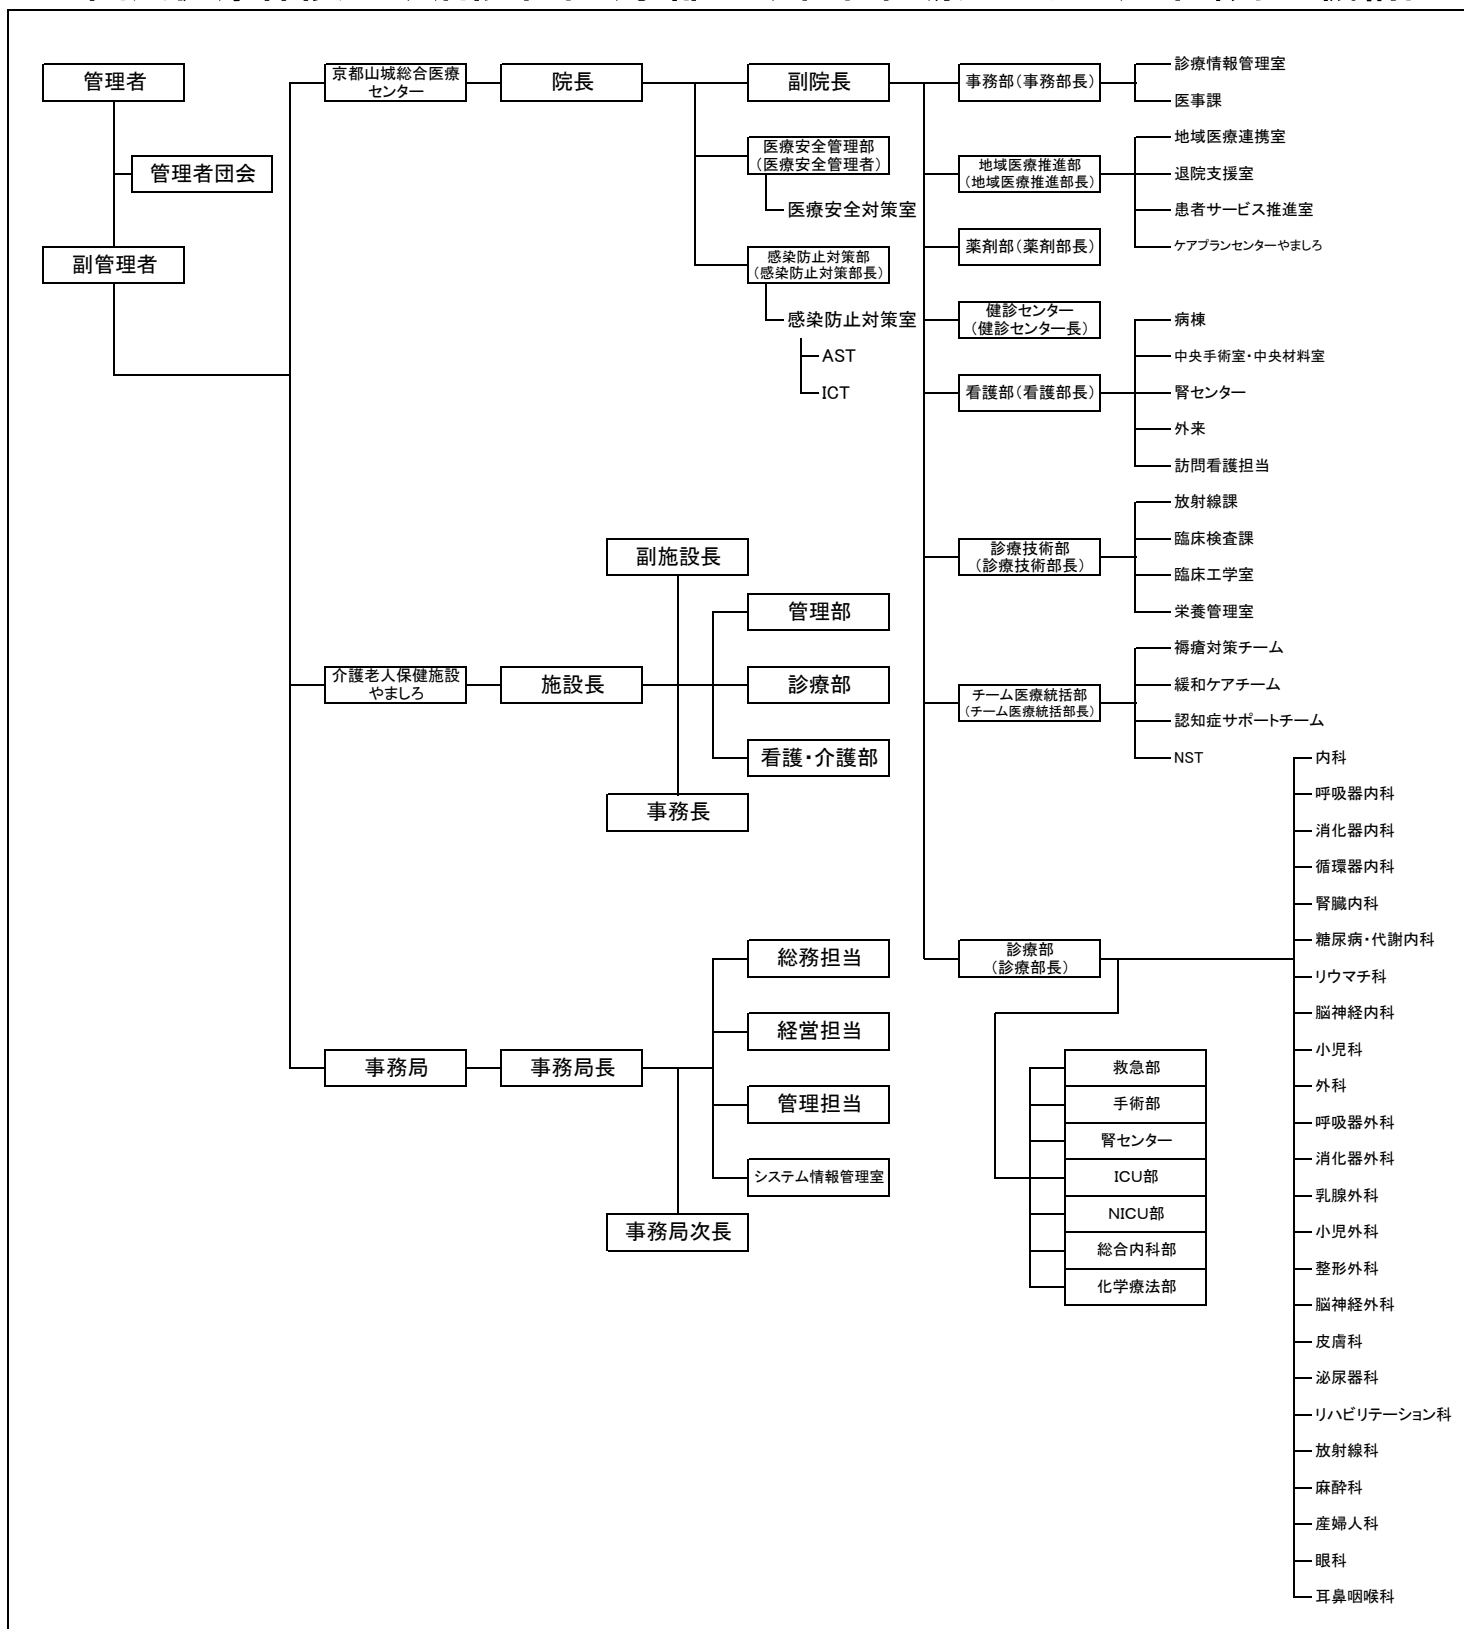 管理者
管理者団会
副管理者
京都山城総合医療
センター
院長
副院長
医療安全管理部
(医療安全管理者)
医療安全対策室
感染防止対策部
(感染防止対策部長)
感染防止対策室
AST
ICT
事務部(事務部長)
診療情報管理室
医事課
地域医療推進部
(地域医療推進部長)
地域医療連携室
退院支援室
患者サービス推進室
ケアプランセンターやましろ
薬剤部(薬剤部長)
健診センター
(健診センター長)
看護部(看護部長)
病棟
中央手術室・中央材料室
腎センター
外来
訪問看護担当
診療技術部
(診療技術部長)
放射線課
臨床検査課
臨床工学室
栄養管理室
チーム医療統括部
(チーム医療統括部長)
褥瘡対策チーム
緩和ケアチーム
認知症サポートチーム
NST
診療部
(診療部長)
内科
呼吸器内科
消化器内科
循環器内科
腎臓内科
糖尿病・代謝内科
リウマチ科
脳神経内科
小児科
外科
呼吸器外科
消化器外科
乳腺外科
小児外科
整形外科
脳神経外科
皮膚科
泌尿器科
リハビリテーション科
放射線科
麻酔科
産婦人科
眼科
耳鼻咽喉科
救急部
手術部
腎センター
ICU部
NICU部
総合内科部
化学療法部
介護老人保健施設
やましろ
施設長
副施設長
管理部
診療部
看護・介護部
事務長
事務局
事務局長
総務担当
経営担当
管理担当
システム情報管理室
事務局次長